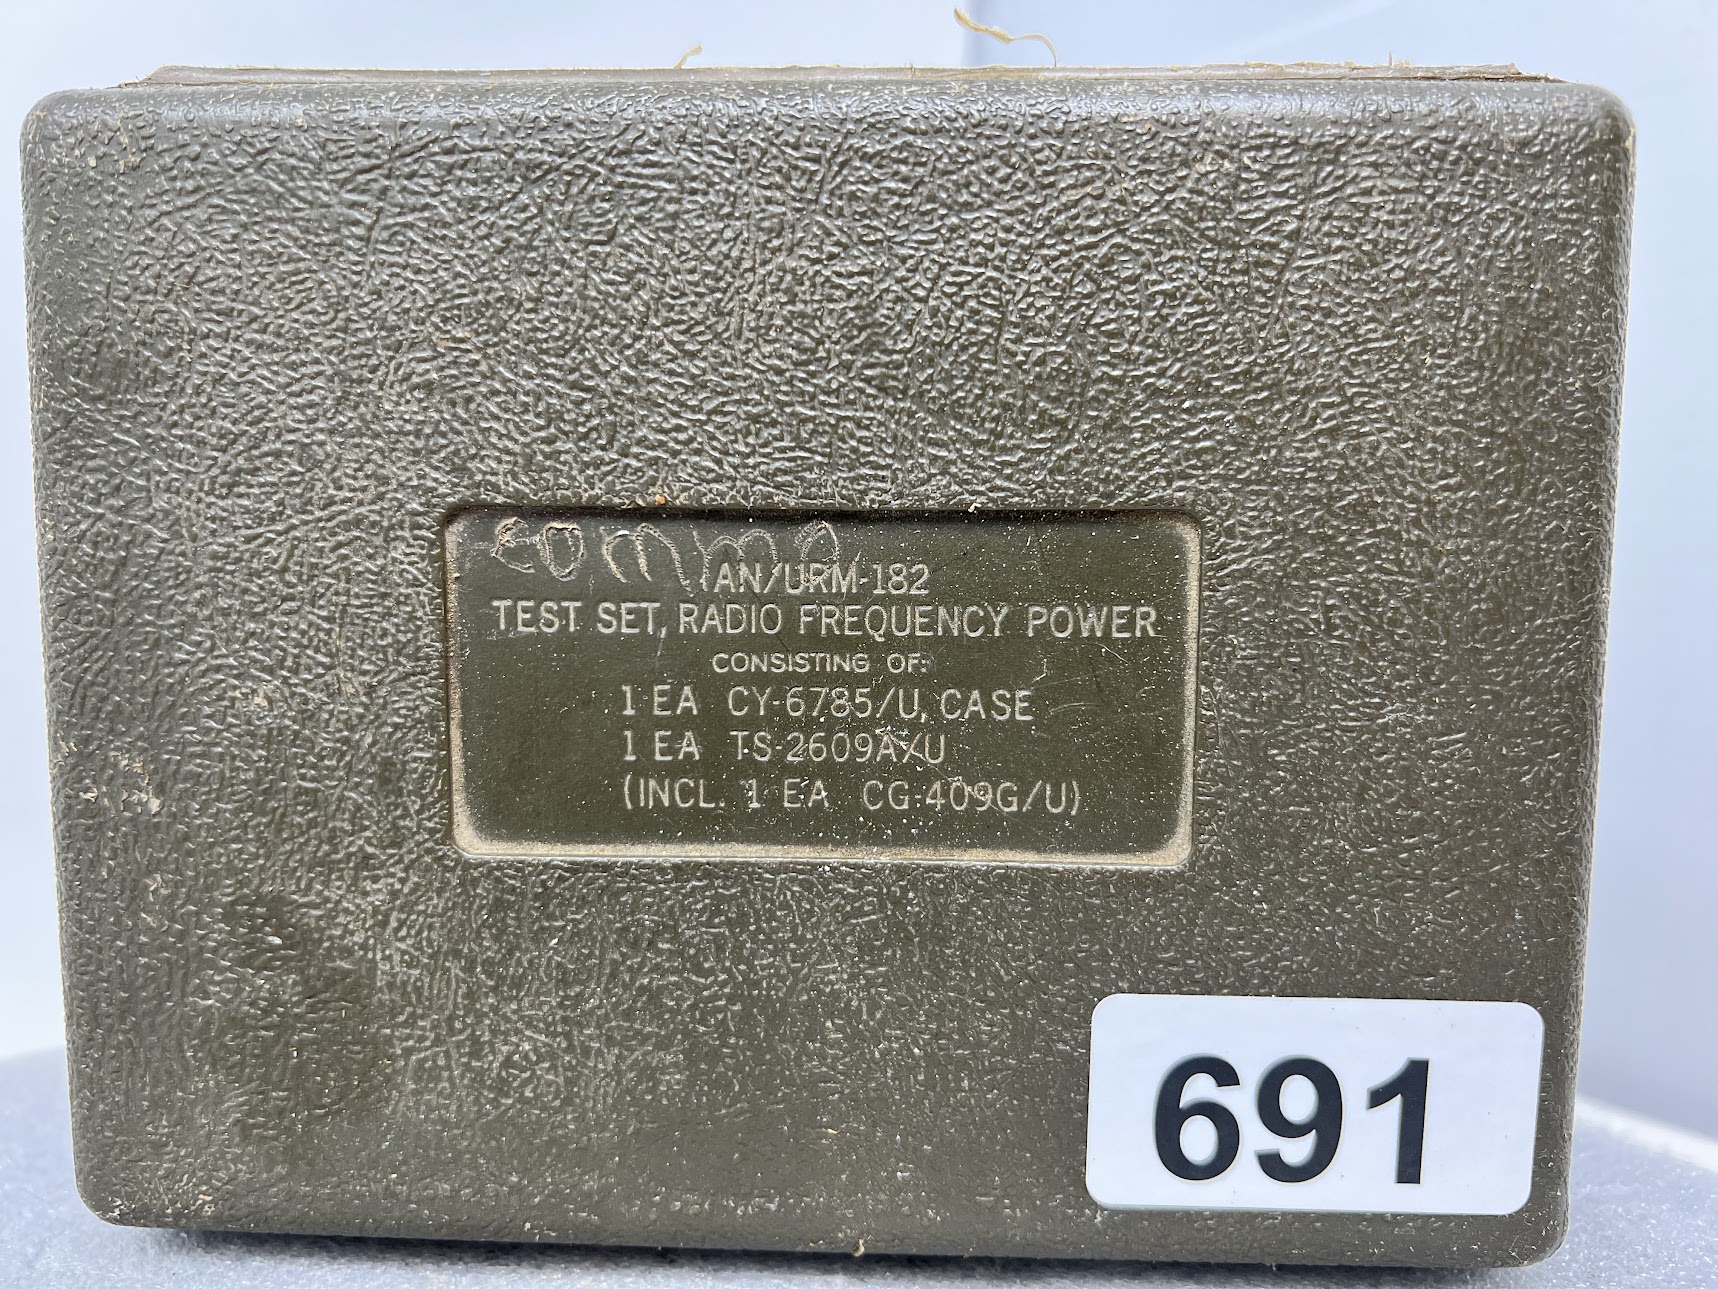 commo
AN/URM-182
TEST SET, RADIO FREQUENCY POWER
CONSISTING OF:
1 EA CY-6785/U, CASE
1 EA TS-2609A/U
(INCL. 1 EA CG-409G/U)
691